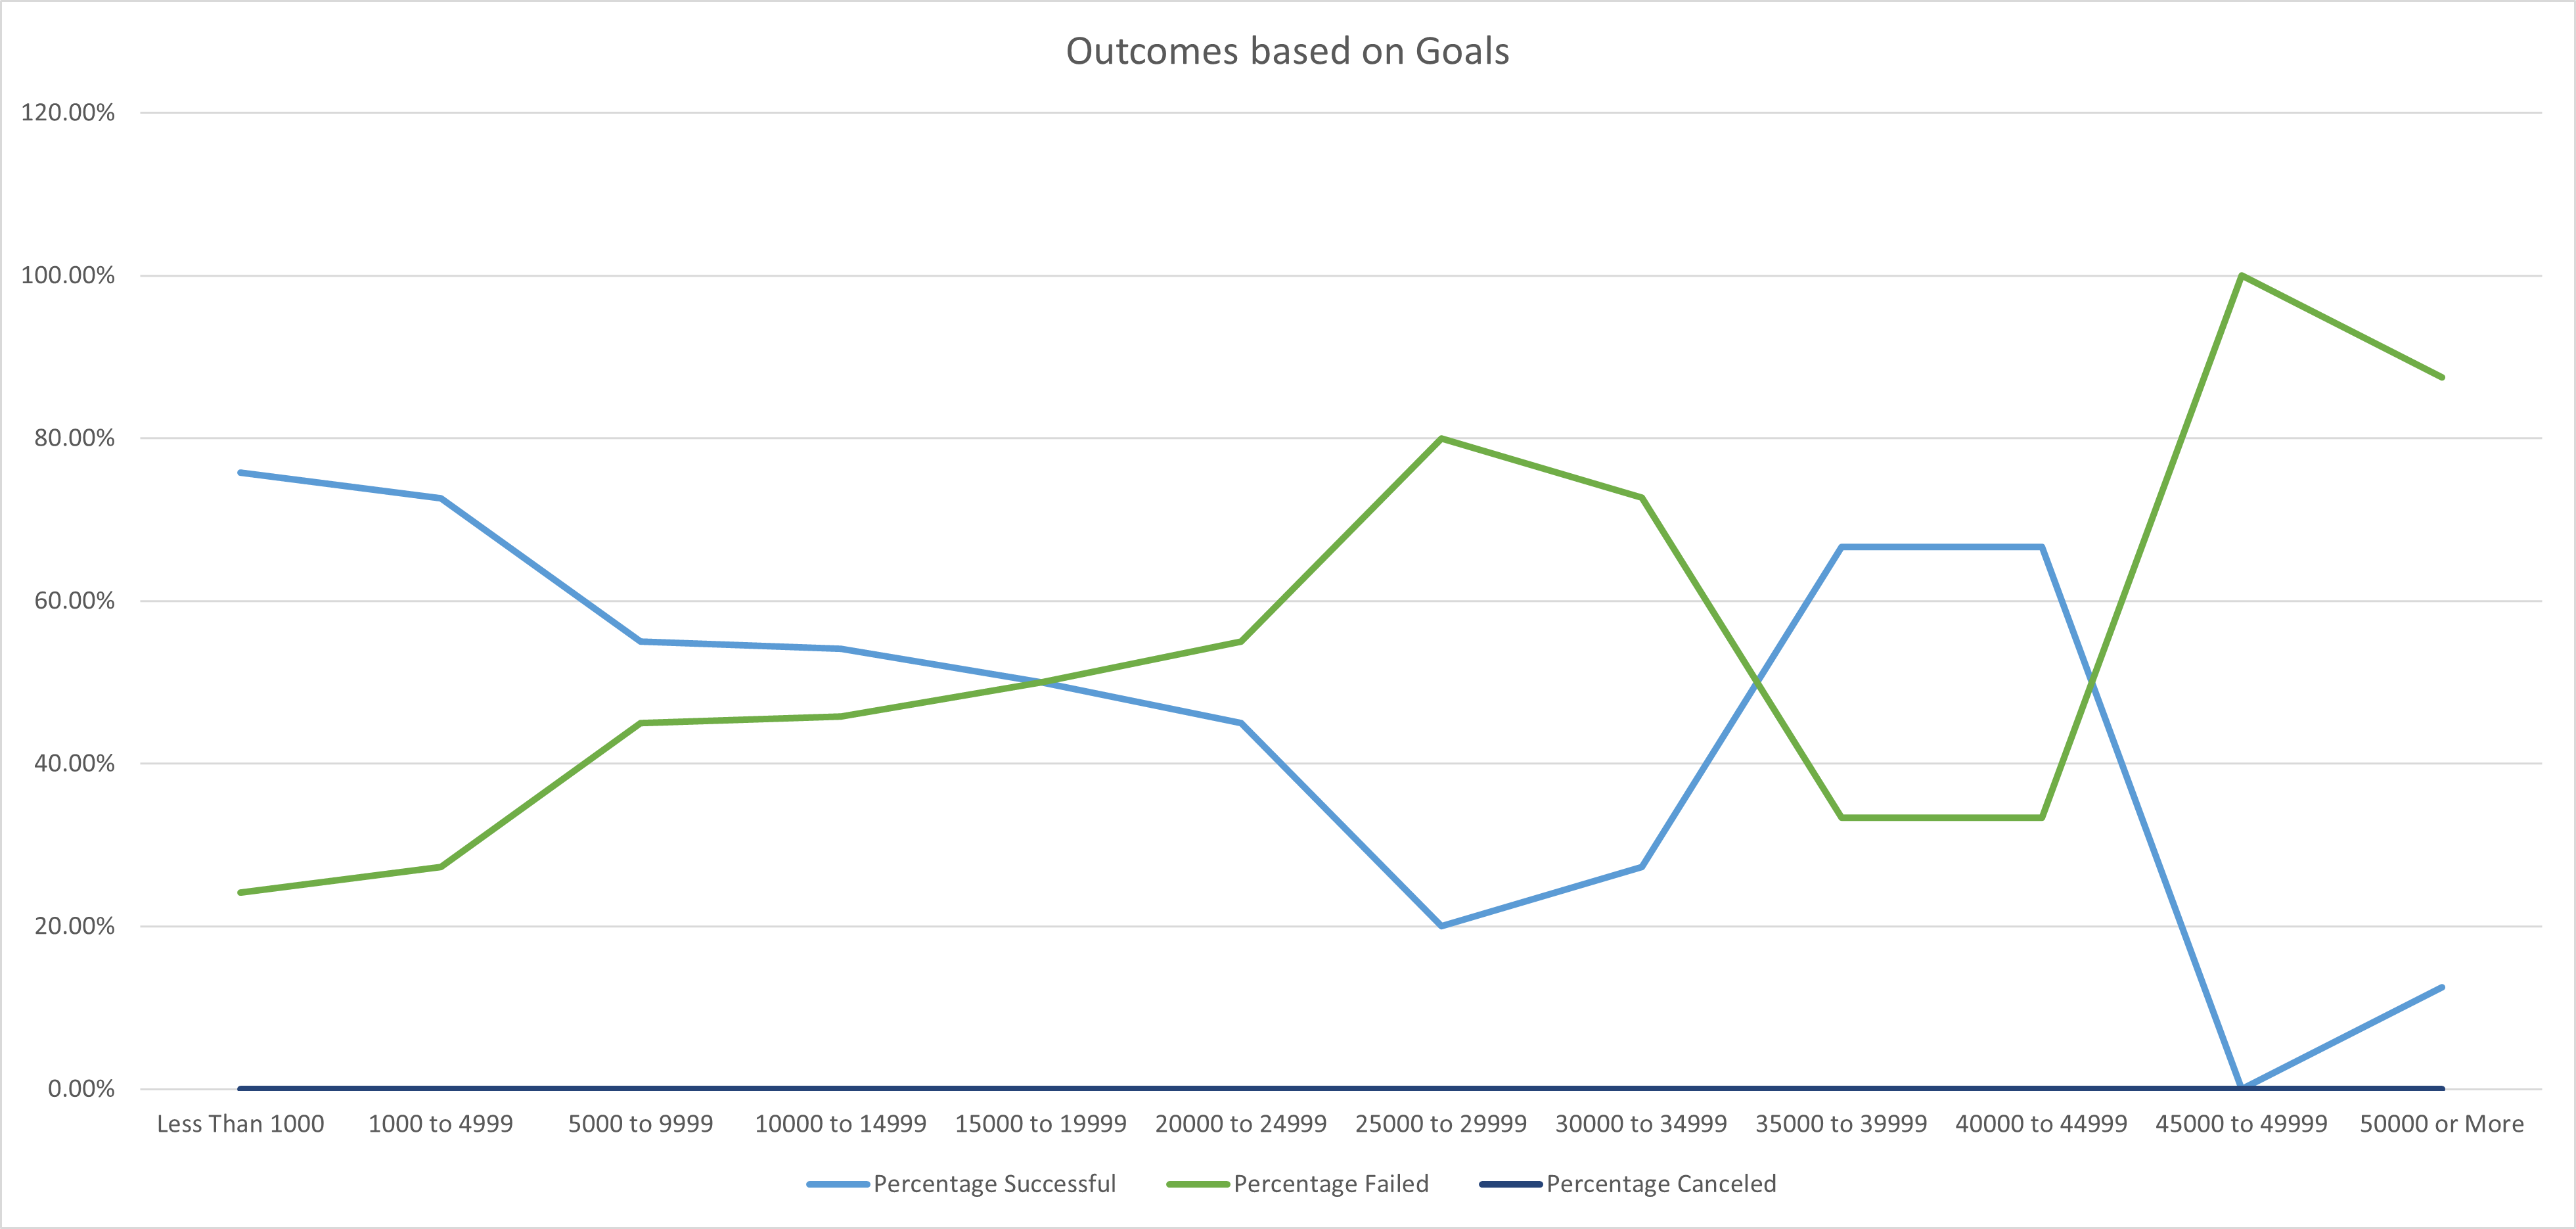 Outcomes based on Goals
120.00%
100.00%
80.00%
60.00%
40.00%
20.00%
0.00%
Less Than 1000 1000 to 4999 5000 to 9999 10000 to 14999 15000 to 19999 20000 to 24999 25000 to 29999 30000 to 34999 35000 to 39999 40000 to 44999 45000 to 49999 50000 or More
Percentage Successful Percentage Failed Percentage Canceled